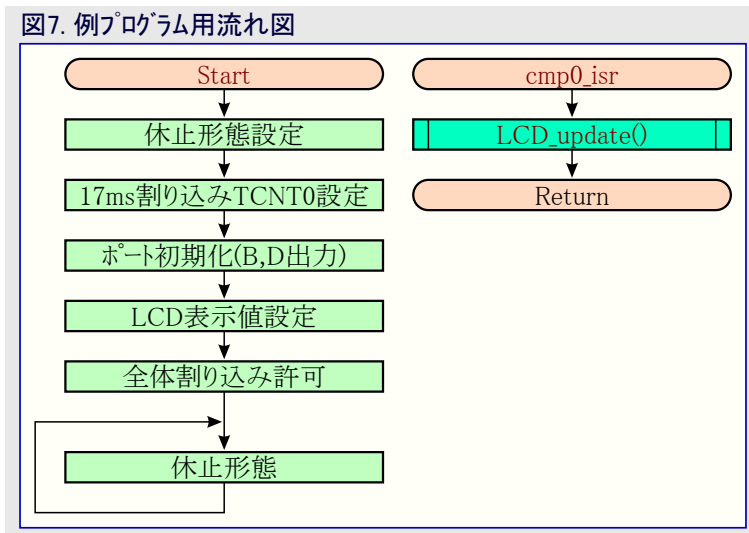 図7. 例ﾌﾟﾛｸﾞﾗﾑ用流れ図
Start
休止形態設定
17ms割り込みTCNT0設定
ﾎﾟｰﾄ初期化(B,D出力)
LCD表示値設定
全体割り込み許可
休止形態
cmp0_isr
LCD_update()
Return